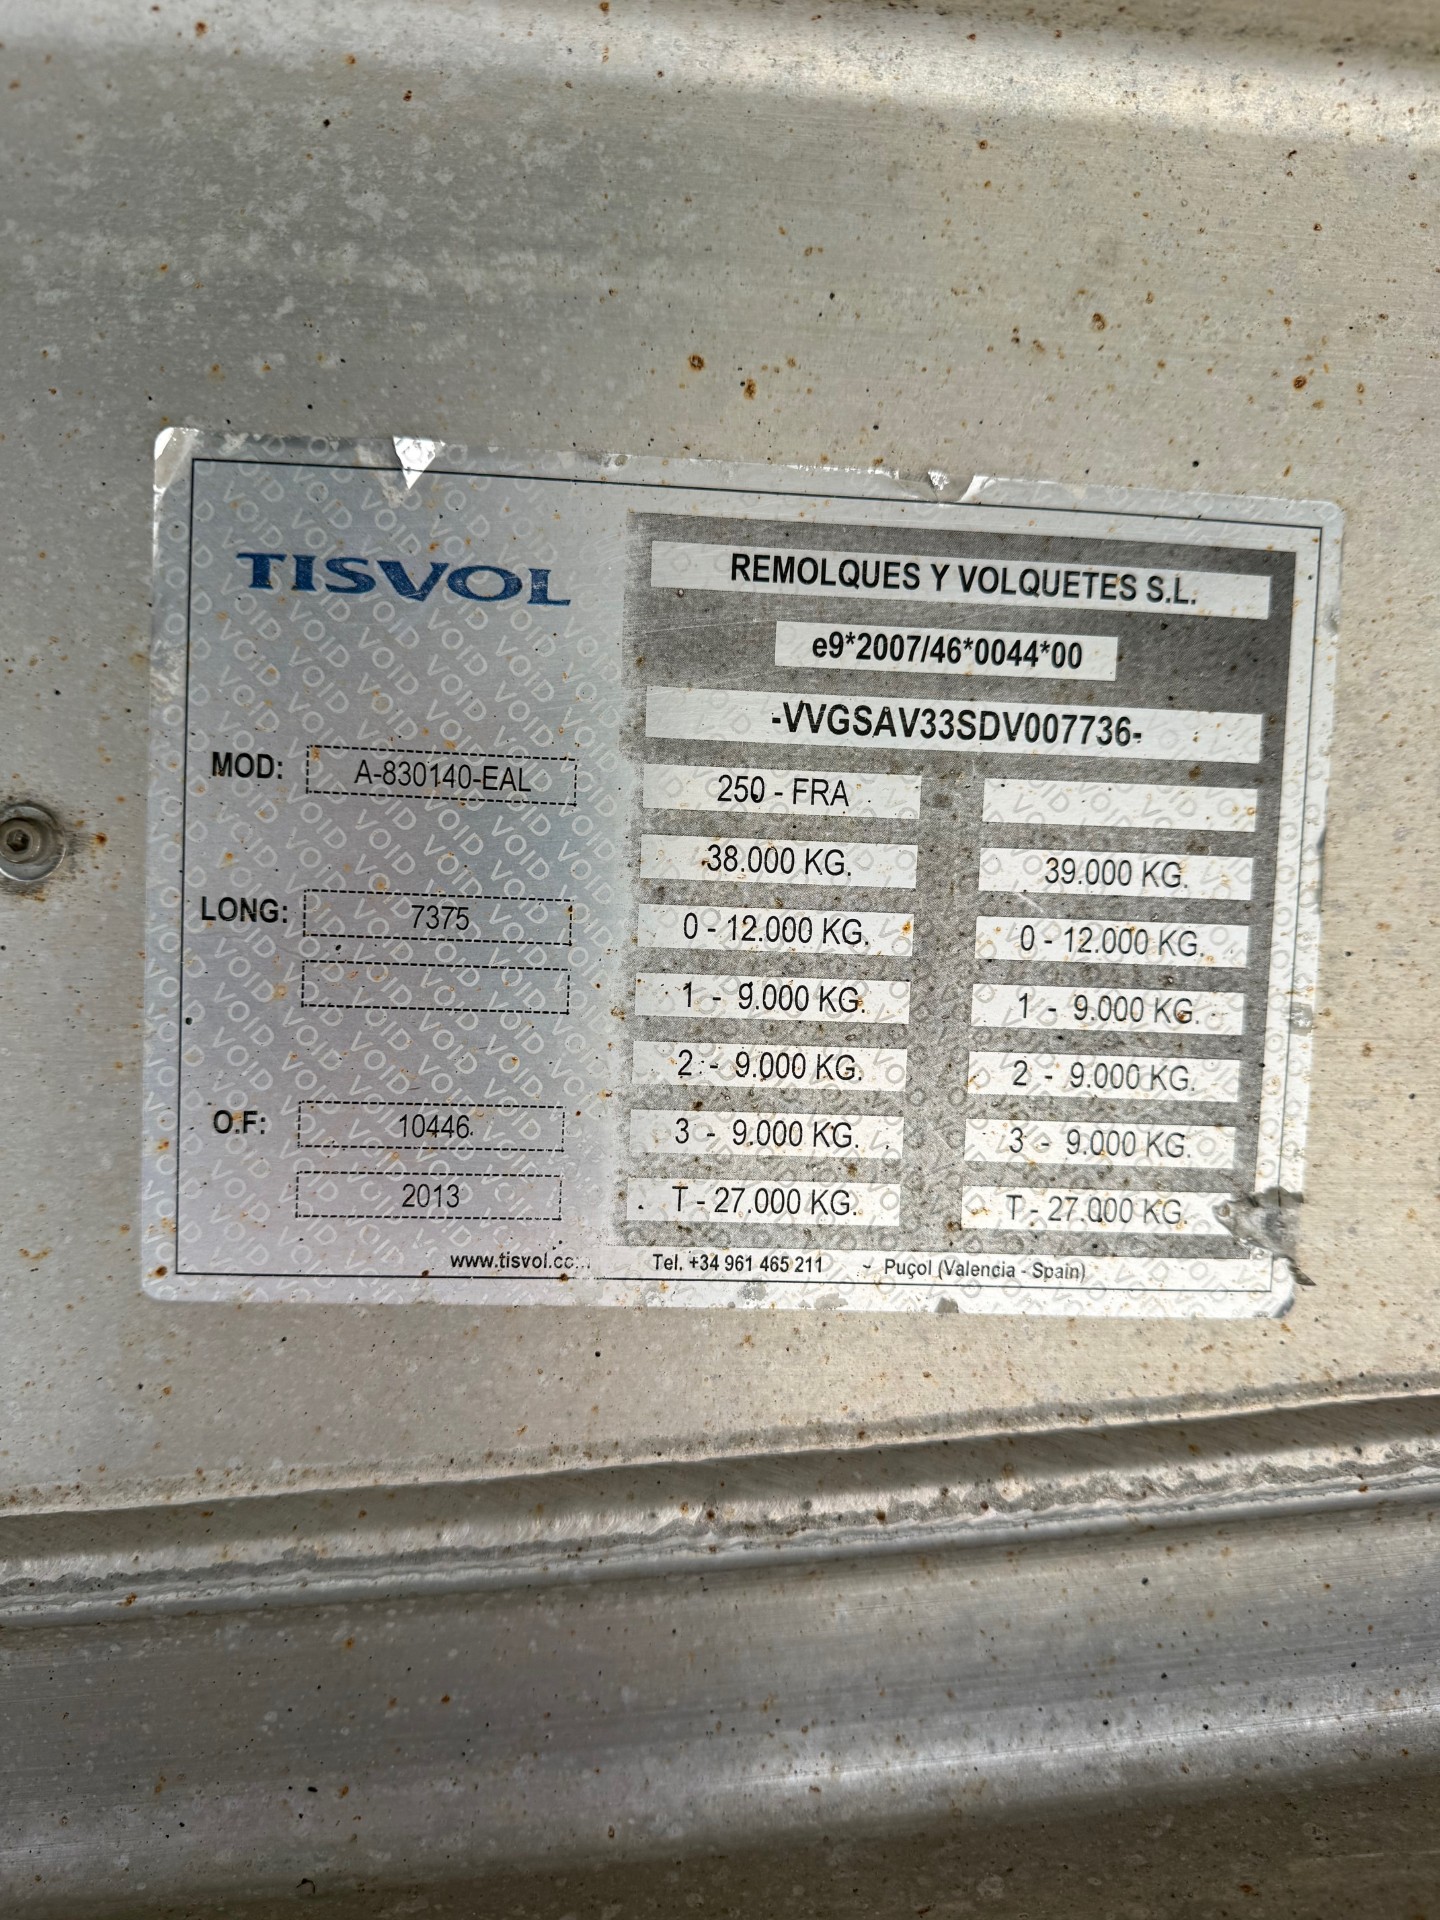 TISVOL
REMOLQUES Y VOLQUETES S.L.
e9*2007/46*0044*00
-VVGSAV33SDV007736-
MOD: A-830140-EAL
250 - FRA
38.000 KG. 39.000 KG.
LONG: 7375
0 - 12.000 KG. 0 - 12.000 KG.
1 - 9.000 KG. 1 - 9.000 KG.
2 - 9.000 KG. 2 - 9.000 KG.
O.F: 10446
3 - 9.000 KG. 3 - 9.000 KG.
2013
T - 27.000 KG. T - 27.000 KG.
Tel. +34 961 465 211 - Puçol (Valencia - Spain)